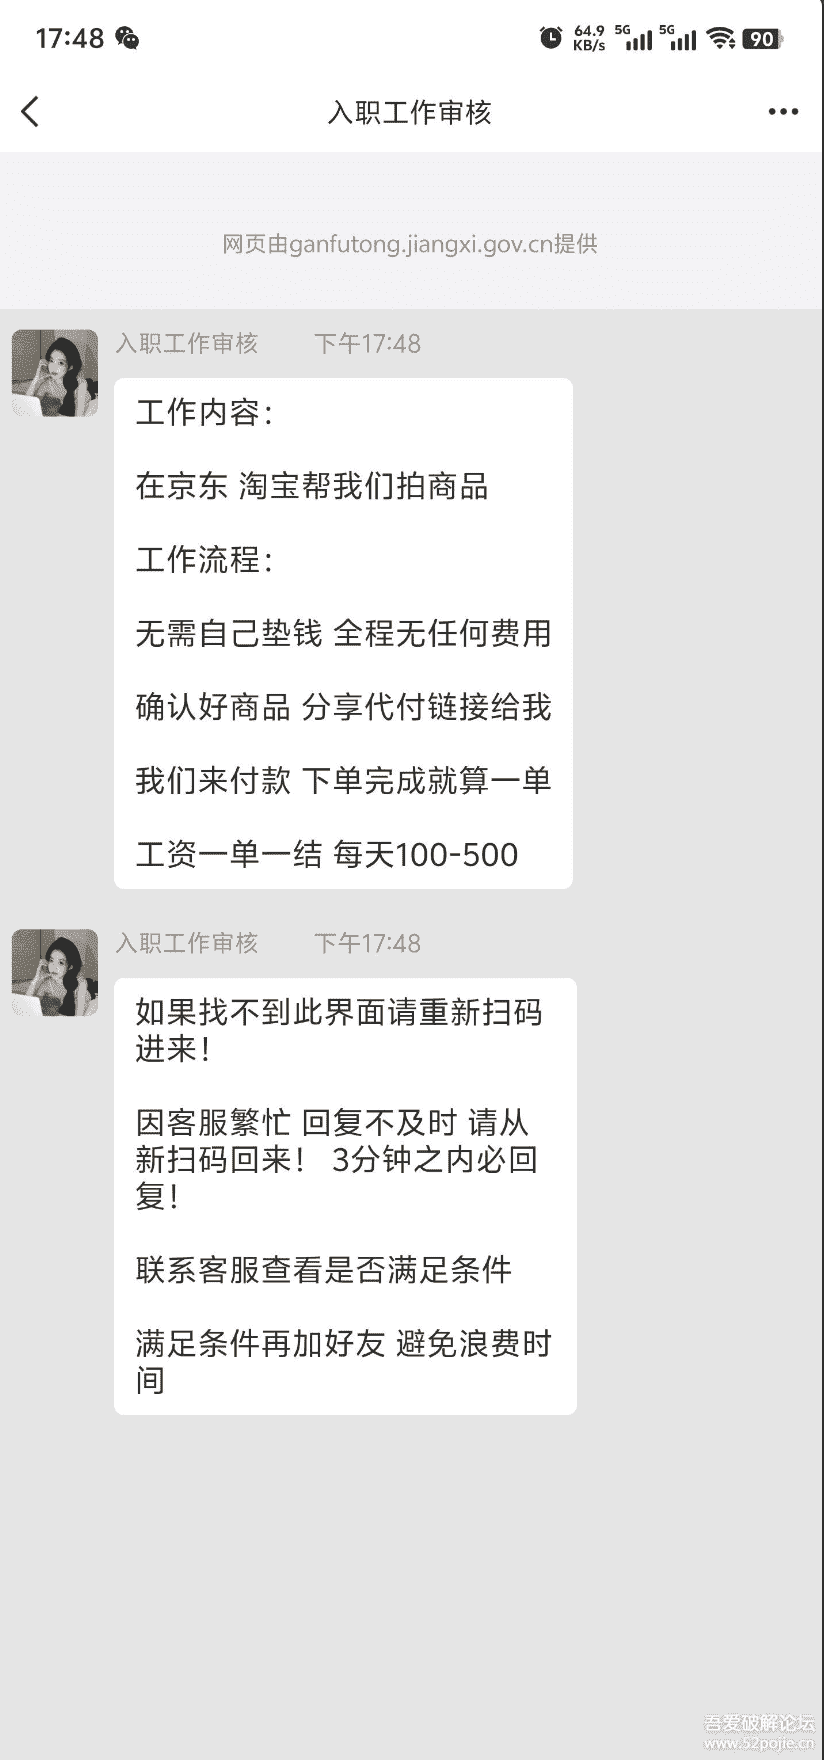 17:48
64.9 KB/s
5G
5G
90
入职工作审核
网页由ganfutong.jiangxi.gov.cn提供
入职工作审核 下午17:48
工作内容：
在京东 淘宝帮我们拍商品
工作流程：
无需自己垫钱 全程无任何费用
确认好商品 分享代付链接给我
我们来付款 下单完成就算一单
工资一单一结 每天100-500
入职工作审核 下午17:48
如果找不到此界面请重新扫码
进来！
因客服繁忙 回复不及时 请从
新扫码回来！ 3分钟之内必回
复！
联系客服查看是否满足条件
满足条件再加好友 避免浪费时
间
吾爱破解论坛
www.52pojie.cn